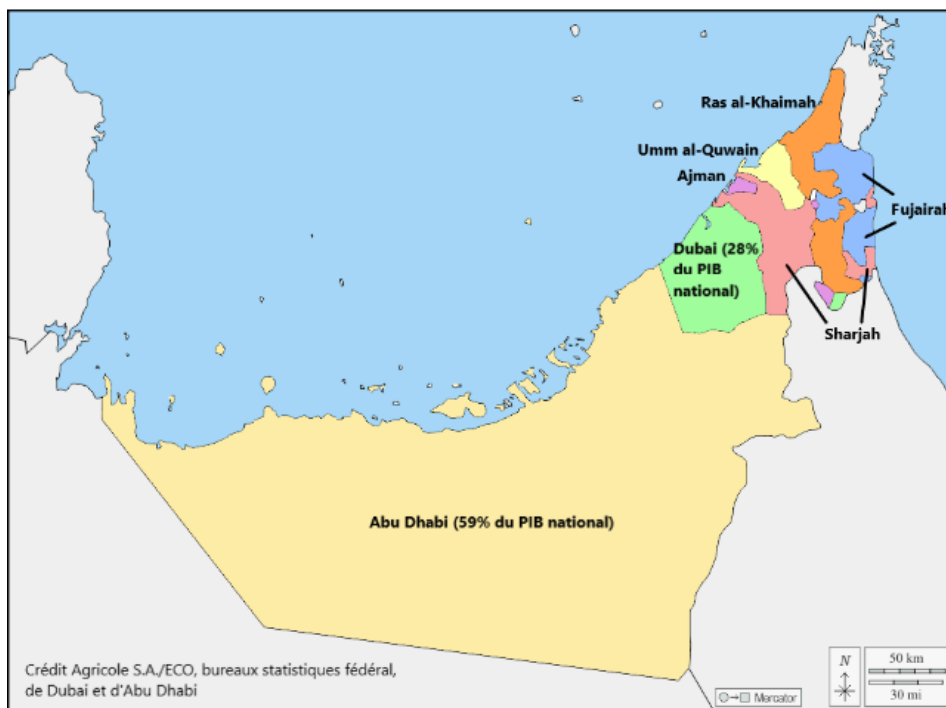 Ras al-Khaimah
Umm al-Quwain
Ajman
Fujairah
Dubai (28%
du PIB
national)
Sharjah
Abu Dhabi (59% du PIB national)
Crédit Agricole S.A./ECO, bureaux statistiques fédéral,
de Dubai et d'Abu Dhabi
Mercator
N
50 km
30 mi